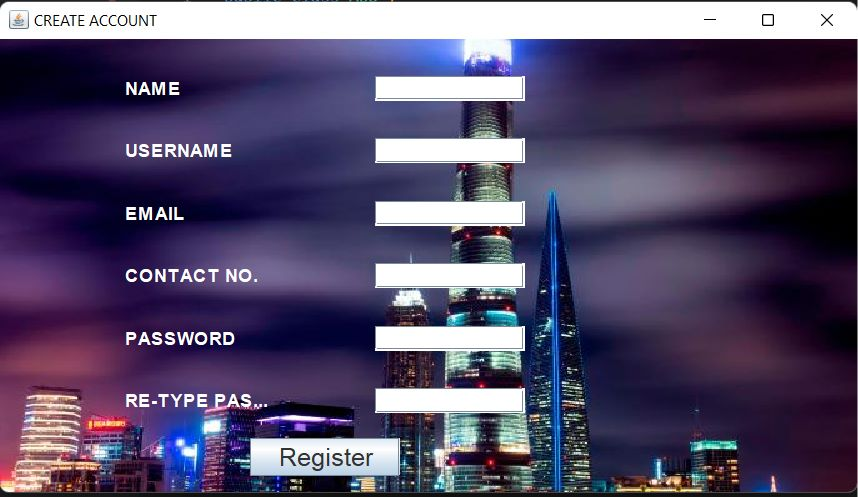 CREATE ACCOUNT
NAME
USERNAME
EMAIL
CONTACT NO.
PASSWORD
RE-TYPE PAS...
Register